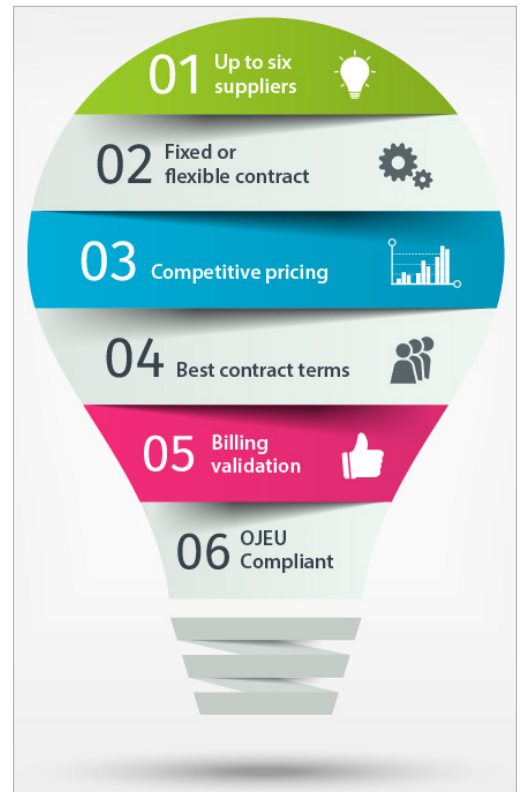 01 Up to six
suppliers
02 Fixed or
flexible contract
03 Competitive pricing
04 Best contract terms
05 Billing
validation
06 OJEU
Compliant